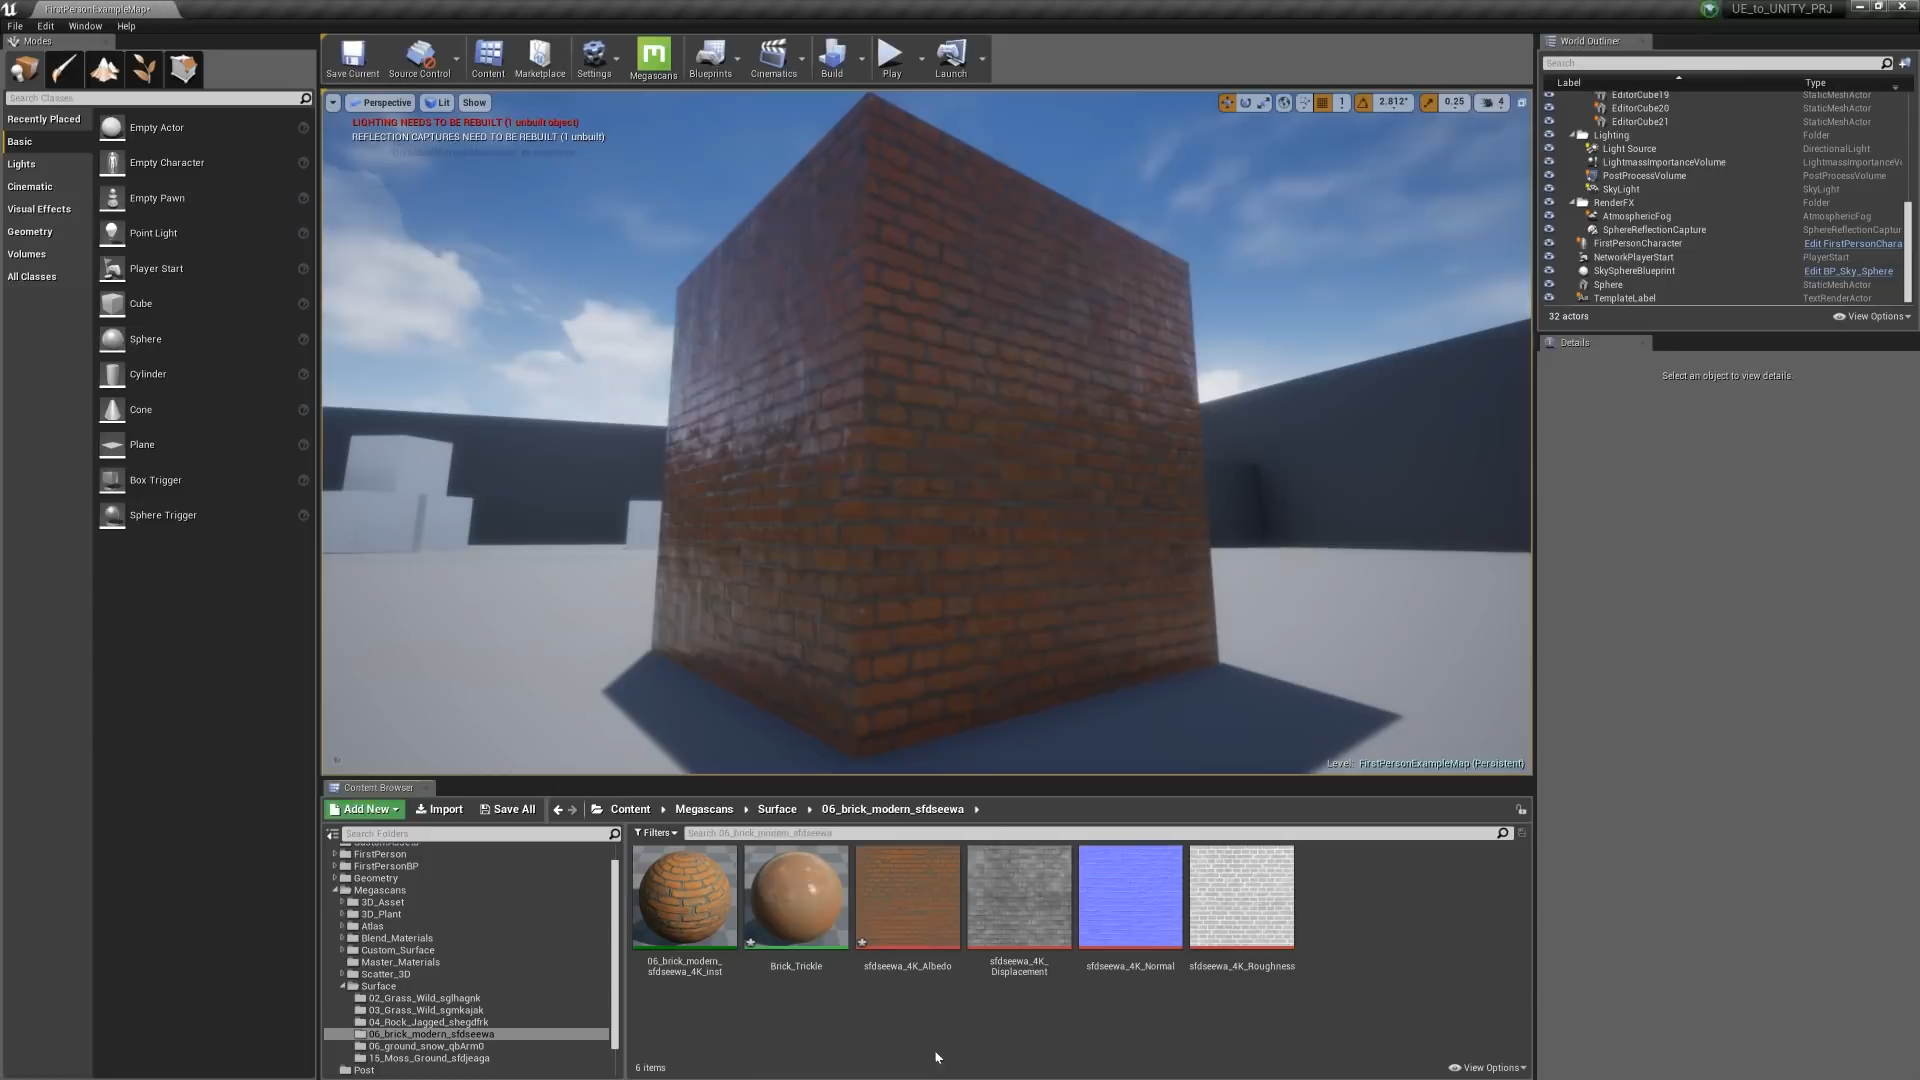 FirstPersonExampleMap*
UE_to_UNITY_PRJ
File Edit Window Help
Modes
Search Classes
Recently Placed
Basic
Lights
Cinematic
Visual Effects
Geometry
Volumes
All Classes
Empty Actor
Empty Character
Empty Pawn
Point Light
Player Start
Cube
Sphere
Cylinder
Cone
Plane
Box Trigger
Sphere Trigger
Save Current Source Control Content Marketplace Settings Megascans Blueprints Cinematics Build Play Launch
Perspective Lit Show
1 2.812° 0.25 4
LIGHTING NEEDS TO BE REBUILT (1 unbuilt object)
REFLECTION CAPTURES NEED TO BE REBUILT (1 unbuilt)
Level: FirstPersonExampleMap (Persistent)
World Outliner
Search...
Label Type
EditorCube19 StaticMeshActor
EditorCube20 StaticMeshActor
EditorCube21 StaticMeshActor
Lighting Folder
Light Source DirectionalLight
LightmassImportanceVolume LightmassImportanceV
PostProcessVolume PostProcessVolume
SkyLight SkyLight
RenderFX Folder
AtmosphericFog AtmosphericFog
SphereReflectionCapture SphereReflectionCaptur
FirstPersonCharacter Edit FirstPersonChara
NetworkPlayerStart PlayerStart
SkySphereBlueprint Edit BP_Sky_Sphere
Sphere StaticMeshActor
TemplateLabel TextRenderActor
32 actors View Options
Details
Select an object to view details.
Content Browser
Add New Import Save All Content Megascans Surface 06_brick_modern_sfdseewa
Search Folders
Filters Search 06_brick_modern_sfdseewa
FirstPerson
FirstPersonBP
Geometry
Megascans
3D_Asset
3D_Plant
Atlas
Blend_Materials
Custom_Surface
Master_Materials
Scatter_3D
Surface
02_Grass_Wild_sglhagnk
03_Grass_Wild_sgmkajak
04_Rock_Jagged_shegdfrk
06_brick_modern_sfdseewa
06_ground_snow_qbArm0
15_Moss_Ground_sfdjeaga
Post
06_brick_modern_
sfdseewa_4K_inst
Brick_Trickle
sfdseewa_4K_Albedo
sfdseewa_4K_
Displacement
sfdseewa_4K_Normal
sfdseewa_4K_Roughness
6 items View Options